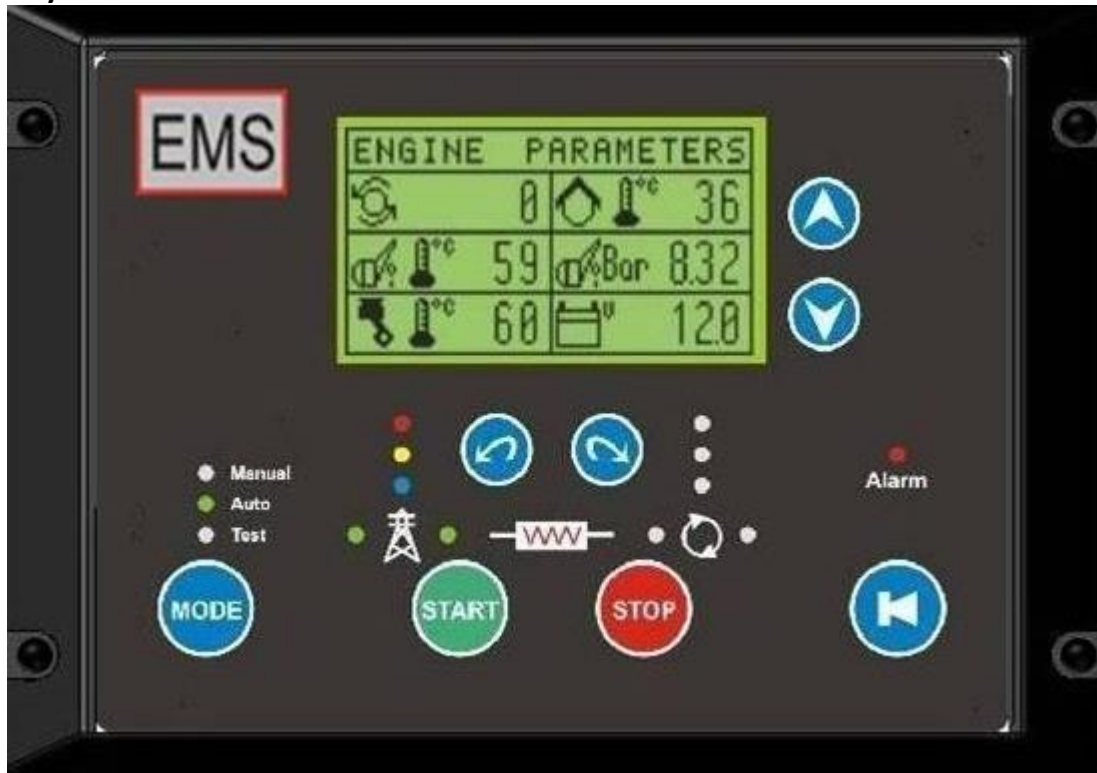 EMS
ENGINE PARAMETERS
0 °C 36
°C 59 Bar 8.32
°C 60 V 12.0
Manual
Auto
Test
Alarm
MODE
START
STOP